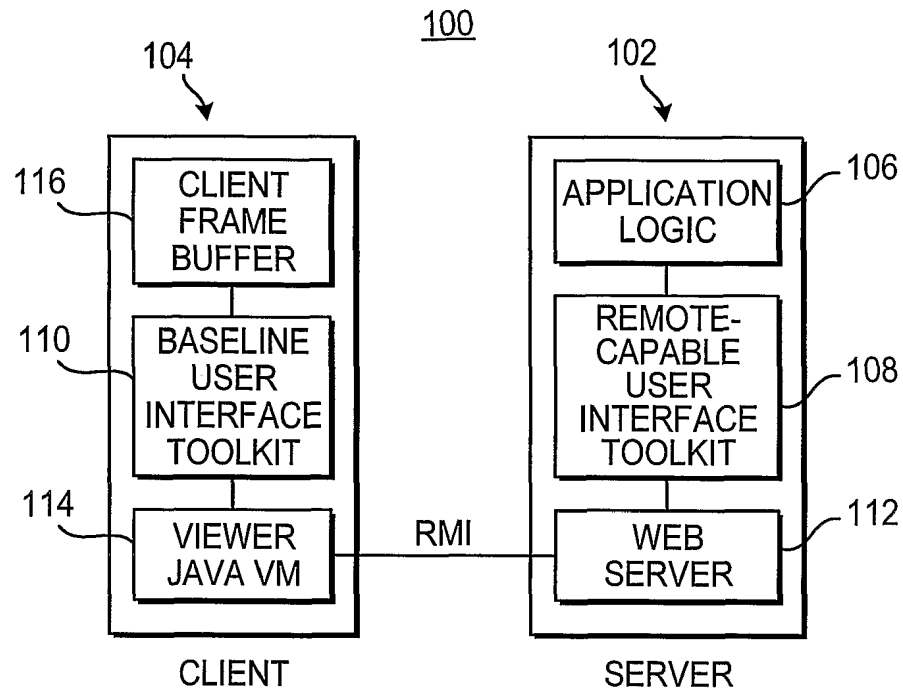 100
104
102
116
CLIENT
FRAME
BUFFER
APPLICATION
LOGIC
106
110
BASELINE
USER
INTERFACE
TOOLKIT
REMOTE-
CAPABLE
USER
INTERFACE
TOOLKIT
108
114
VIEWER
JAVA VM
RMI
WEB
SERVER
112
CLIENT
SERVER